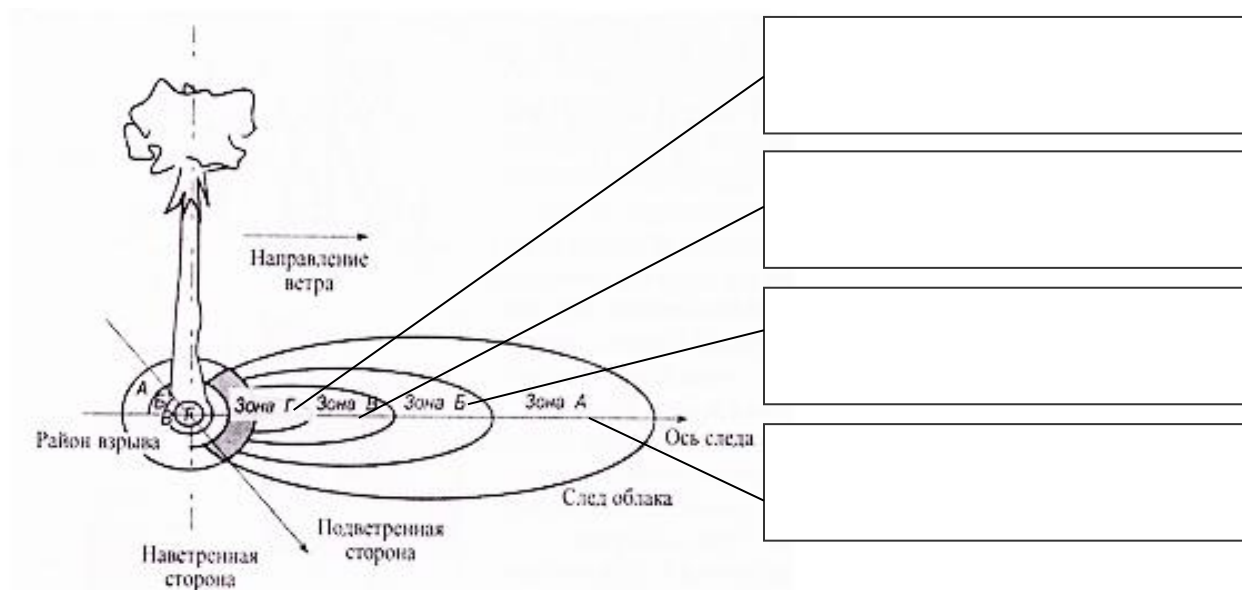 Направление
ветра
А
Б
В
Зона Г
Зона В
Зона Б
Зона А
Район взрыва
Ось следа
След облака
Подветренная
сторона
Наветренная
сторона